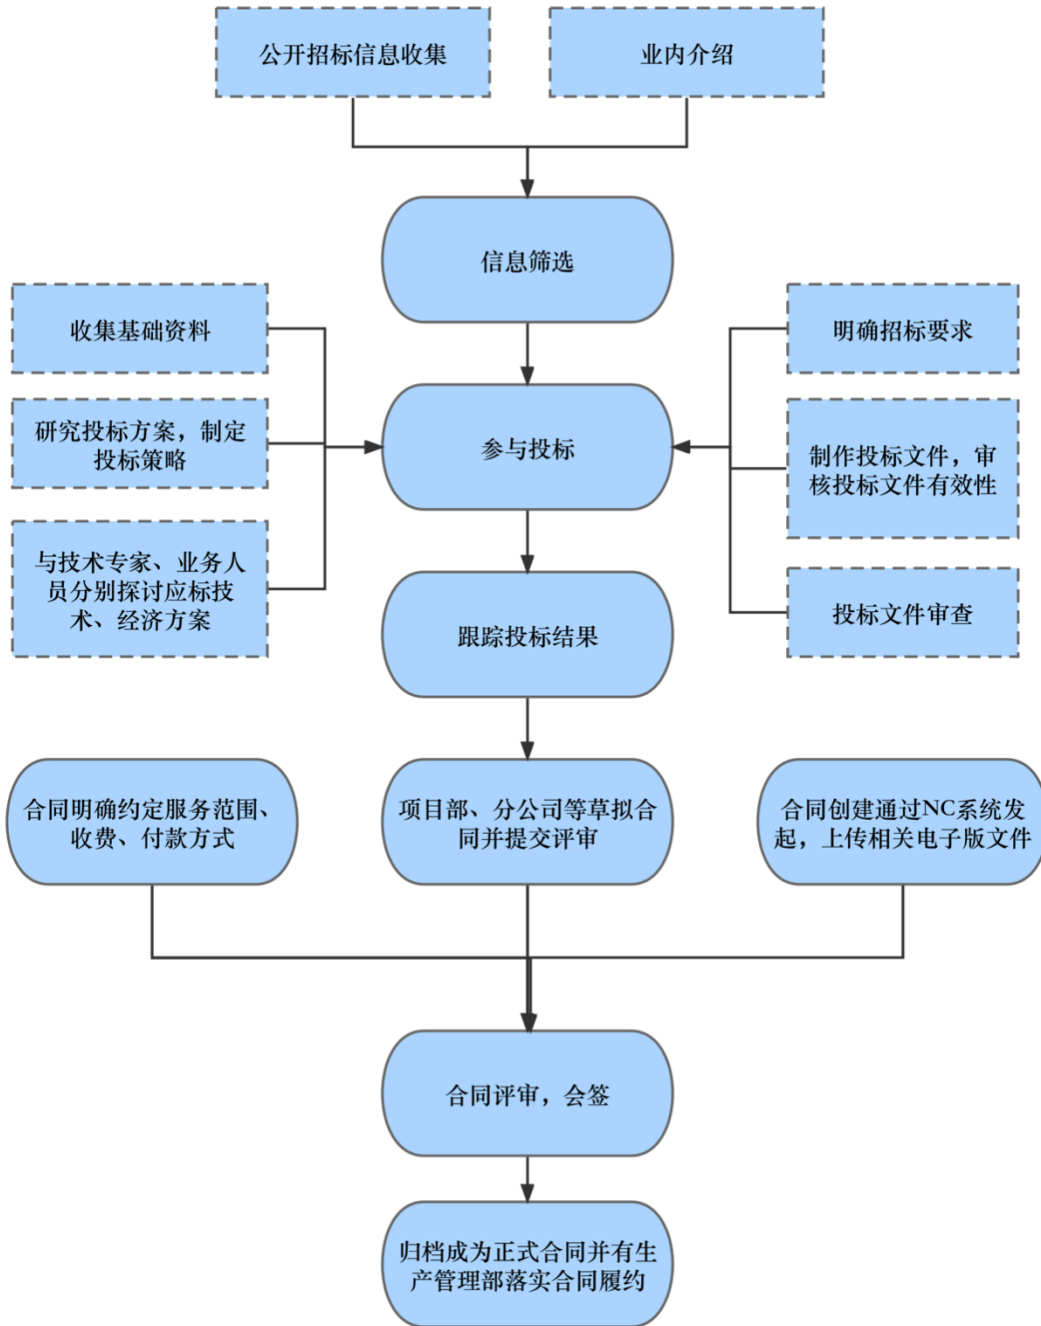 公开招标信息收集
业内介绍
信息筛选
收集基础资料
明确招标要求
研究投标方案，制定
投标策略
参与投标
制作投标文件，审
核投标文件有效性
与技术专家、业务人
员分别探讨应标技
术、经济方案
跟踪投标结果
投标文件审查
合同明确约定服务范围、
收费、付款方式
项目部、分公司等草拟合
同并提交评审
合同创建通过NC系统发
起，上传相关电子版文件
合同评审，会签
归档成为正式合同并有生
产管理部落实合同履约